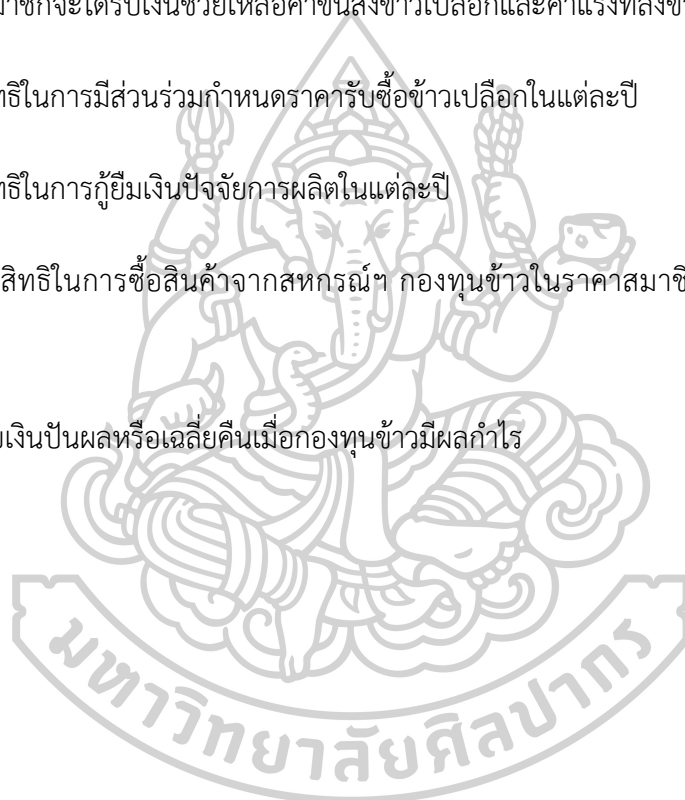 จะได้รับเงินช่วยเหลือค่าขนส่งข้าวเปลือกและค่าแรงที่ส่งข้าว
ในการมีส่วนร่วมกำหนดราคารับซื้อข้าวเปลือกในแต่ละปี
ในการกู้ยืมเงินปัจจัยการผลิตในแต่ละปี
สิทธิในการซื้อสินค้าจากสหกรณ์ฯ กองทุนข้าวในราคาสมาชิ
เงินปันผลหรือเฉลี่ยคืนเมื่อกองทุนข้าวมีผลกำไร
มหาวิทยาลัยศิลปากร